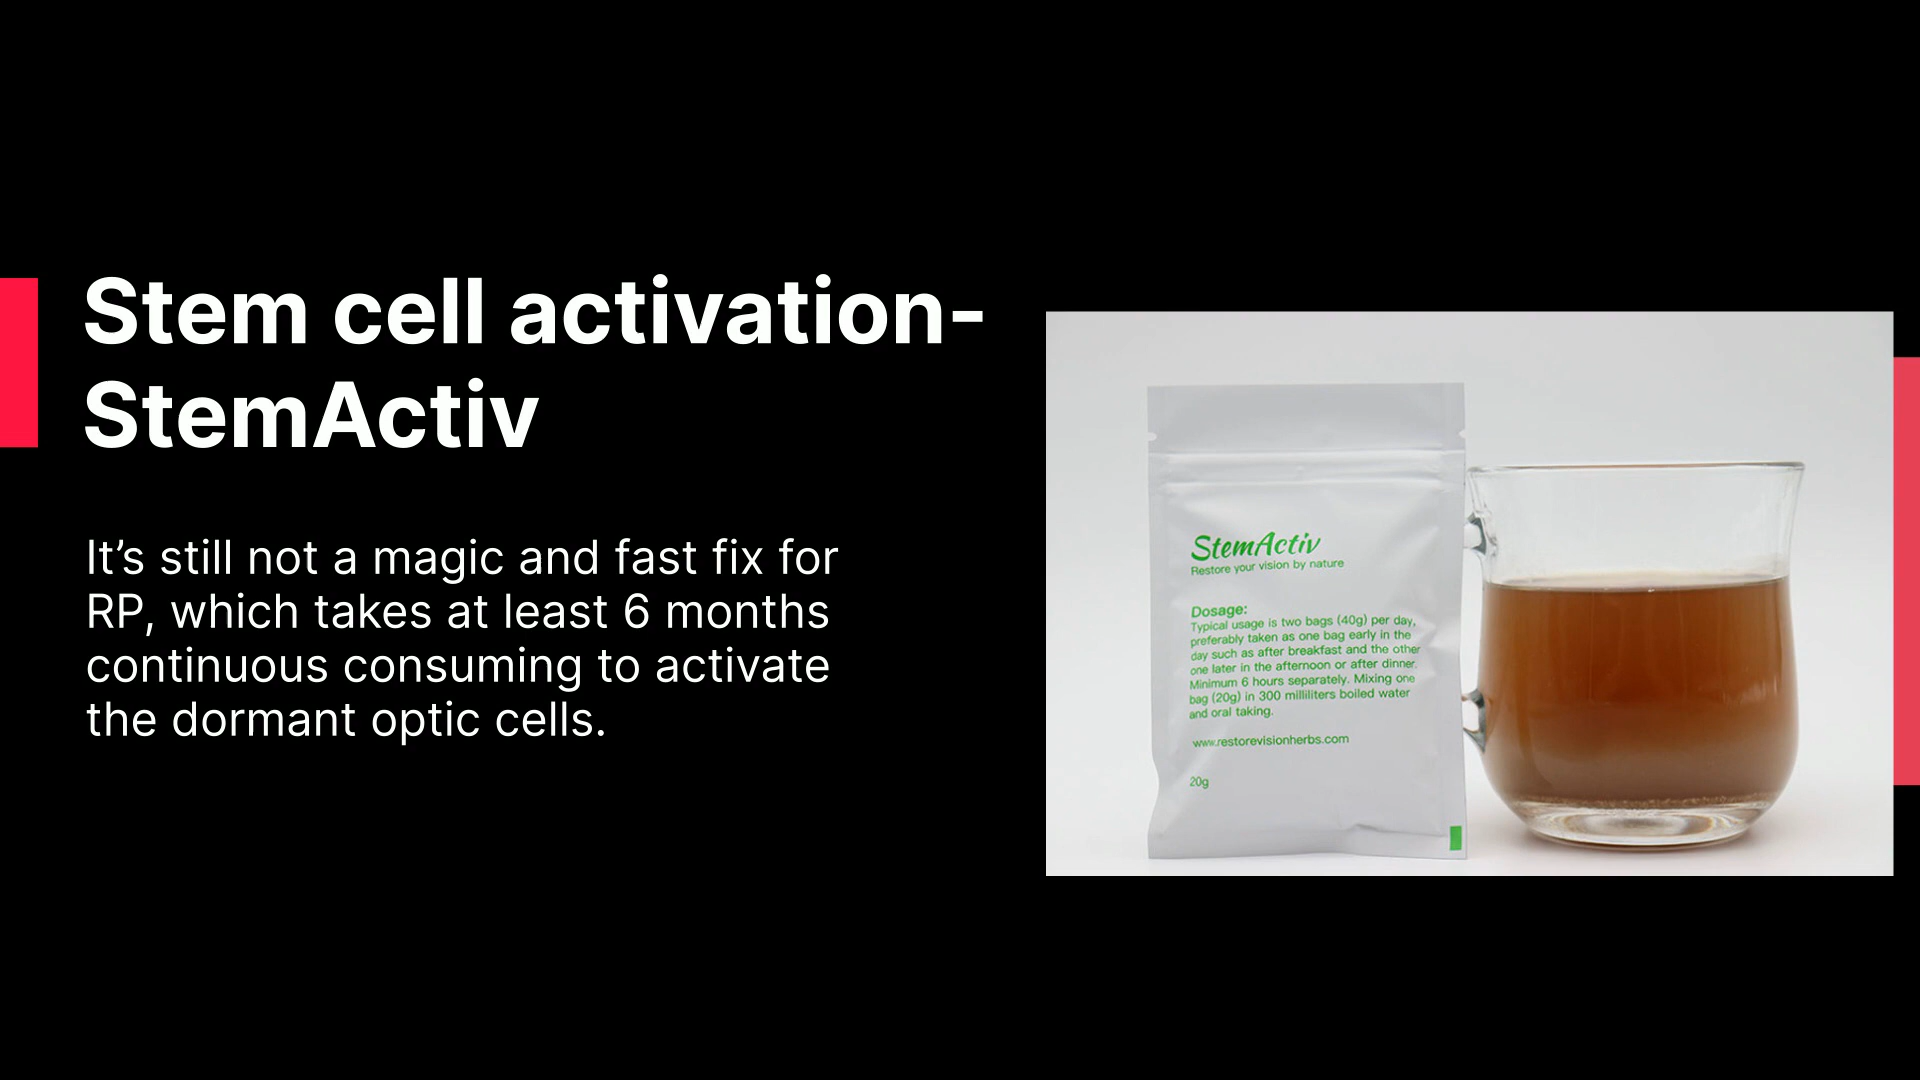 Stem cell activation-
StemActiv
It’s still not a magic and fast fix for
RP, which takes at least 6 months
continuous consuming to activate
the dormant optic cells.
StemActiv
Restore your vision by nature
Dosage:
Typical usage is two bags (40g) per day,
preferably taken as one bag early in the
day such as after breakfast and the other
one later in the afternoon or after dinner.
Minimum 6 hours separately. Mixing one
bag (20g) in 300 milliliters boiled water
and oral taking.
www.restorevisionherbs.com
20g